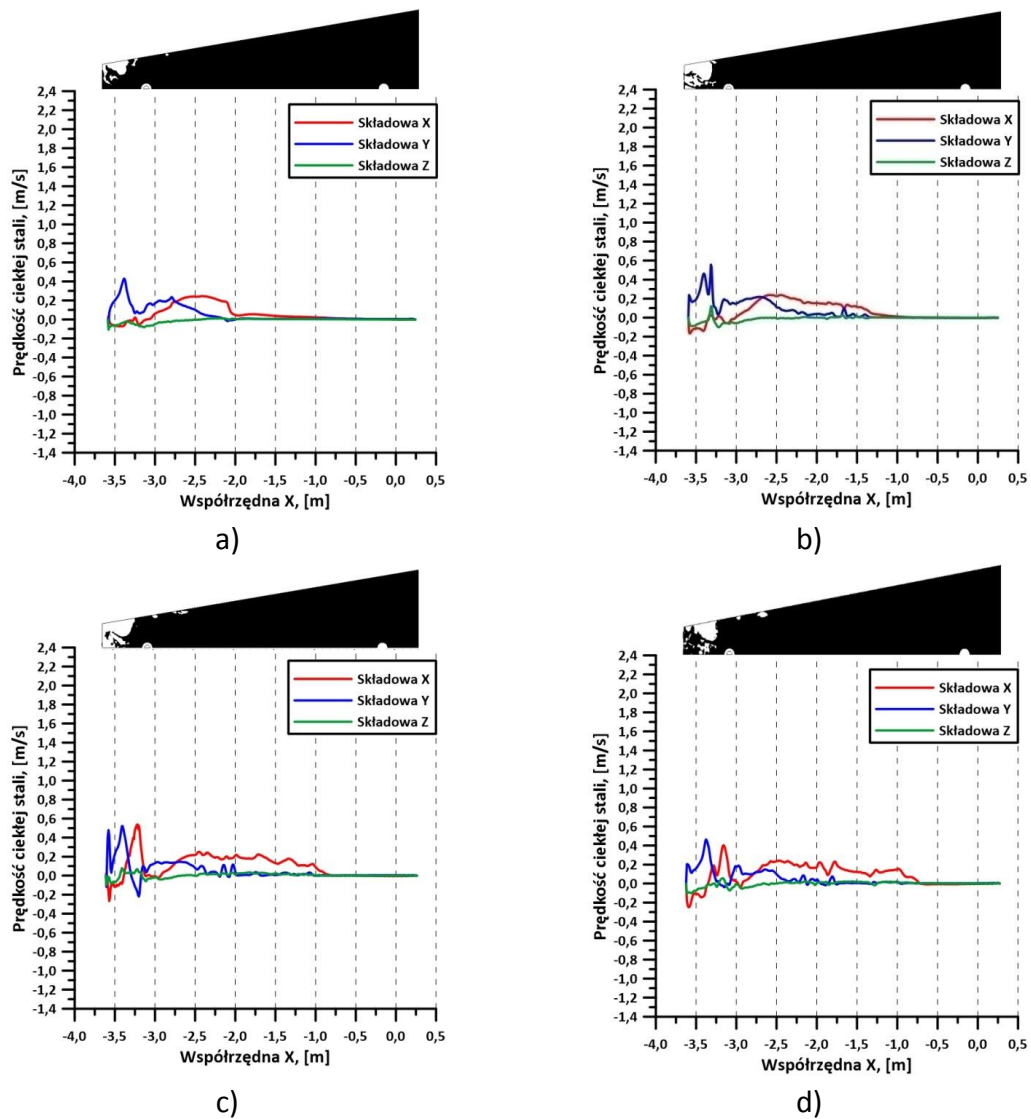 2,4
2,2
2,0
1,8
1,6
1,4
1,2
1,0
0,8
0,6
0,4
0,2
0,0
-0,2
-0,4
-0,6
-0,8
-1,0
-1,2
-1,4
Prędkość ciekłej stali, [m/s]
Składowa X
Składowa Y
Składowa Z
-4,0 -3,5 -3,0 -2,5 -2,0 -1,5 -1,0 -0,5 0,0 0,5
Współrzędna X, [m]
a)
2,4
2,2
2,0
1,8
1,6
1,4
1,2
1,0
0,8
0,6
0,4
0,2
0,0
-0,2
-0,4
-0,6
-0,8
-1,0
-1,2
-1,4
Prędkość ciekłej stali, [m/s]
Składowa X
Składowa Y
Składowa Z
-4,0 -3,5 -3,0 -2,5 -2,0 -1,5 -1,0 -0,5 0,0 0,5
Współrzędna X, [m]
b)
2,4
2,2
2,0
1,8
1,6
1,4
1,2
1,0
0,8
0,6
0,4
0,2
0,0
-0,2
-0,4
-0,6
-0,8
-1,0
-1,2
-1,4
Prędkość ciekłej stali, [m/s]
Składowa X
Składowa Y
Składowa Z
-4,0 -3,5 -3,0 -2,5 -2,0 -1,5 -1,0 -0,5 0,0 0,5
Współrzędna X, [m]
c)
2,4
2,2
2,0
1,8
1,6
1,4
1,2
1,0
0,8
0,6
0,4
0,2
0,0
-0,2
-0,4
-0,6
-0,8
-1,0
-1,2
-1,4
Prędkość ciekłej stali, [m/s]
Składowa X
Składowa Y
Składowa Z
-4,0 -3,5 -3,0 -2,5 -2,0 -1,5 -1,0 -0,5 0,0 0,5
Współrzędna X, [m]
d)